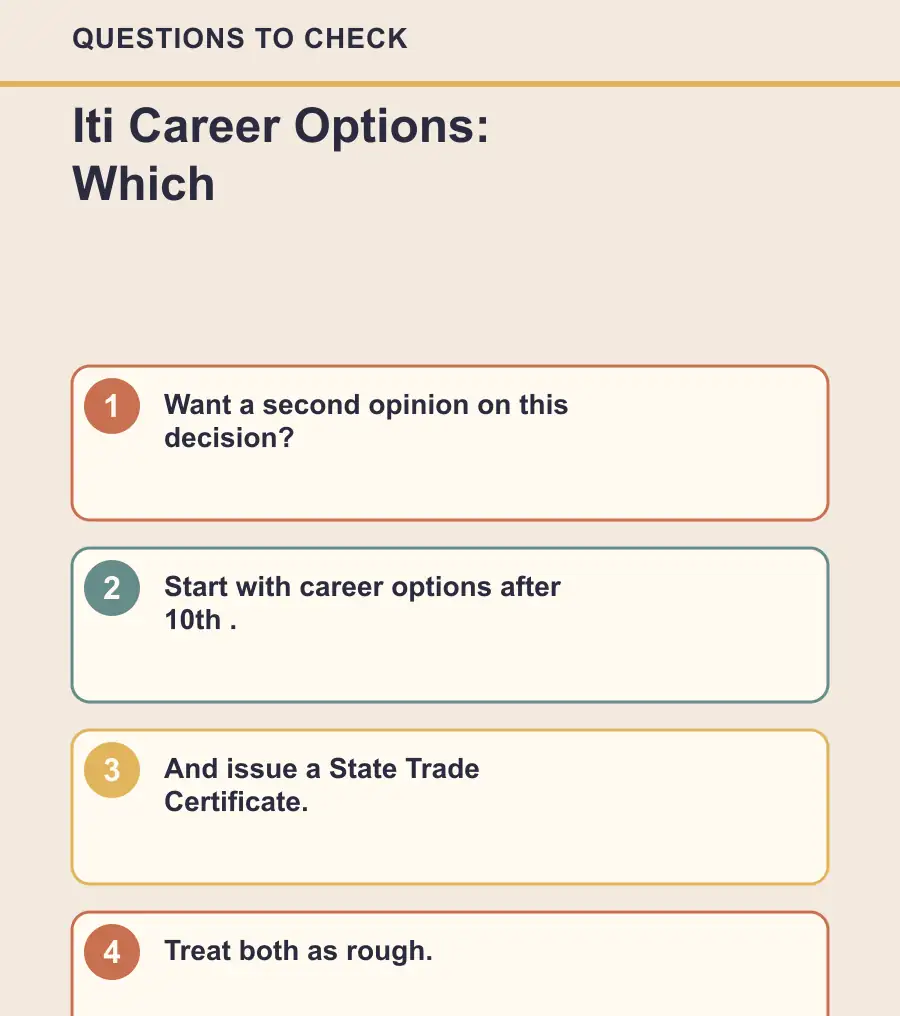 QUESTIONS TO CHECK
Iti Career Options:
Which
1
Want a second opinion on this
decision?
2
Start with career options after
10th .
3
And issue a State Trade
Certificate.
4
Treat both as rough.